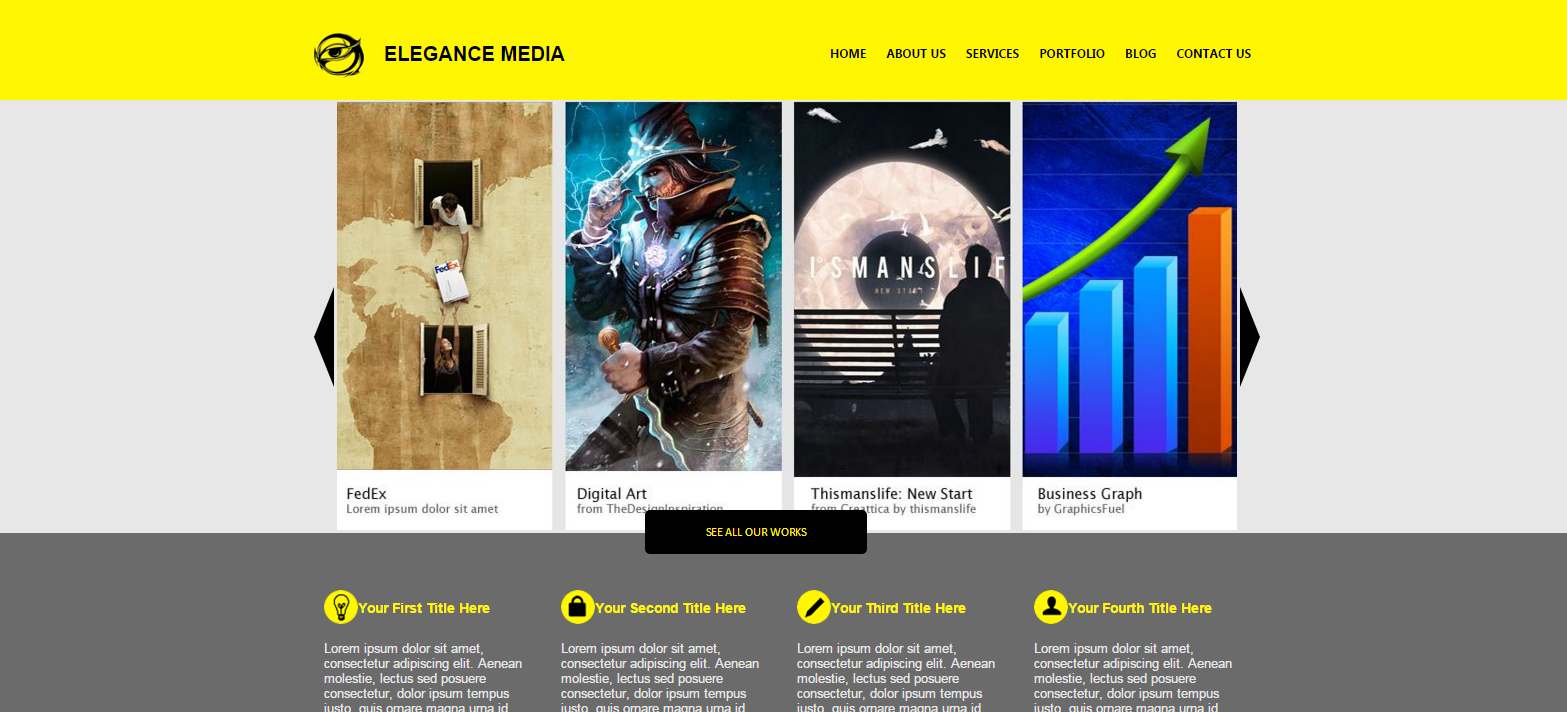 ELEGANCE MEDIA
HOME ABOUT US SERVICES PORTFOLIO BLOG CONTACT US
FedEx
ISMANSLIF
NEW START
FedEx
Lorem ipsum dolor sit amet
Digital Art
from TheDesignInspiration
Thismanslife: New Start
from Creattica by thismanslife
Business Graph
by GraphicsFuel
SEE ALL OUR WORKS
Your First Title Here
Lorem ipsum dolor sit amet,
consectetur adipiscing elit. Aenean
molestie, lectus sed posuere
consectetur, dolor ipsum tempus
justo, quis ornare magna urna id
Your Second Title Here
Lorem ipsum dolor sit amet,
consectetur adipiscing elit. Aenean
molestie, lectus sed posuere
consectetur, dolor ipsum tempus
justo, quis ornare magna urna id
Your Third Title Here
Lorem ipsum dolor sit amet,
consectetur adipiscing elit. Aenean
molestie, lectus sed posuere
consectetur, dolor ipsum tempus
justo, quis ornare magna urna id
Your Fourth Title Here
Lorem ipsum dolor sit amet,
consectetur adipiscing elit. Aenean
molestie, lectus sed posuere
consectetur, dolor ipsum tempus
justo, quis ornare magna urna id